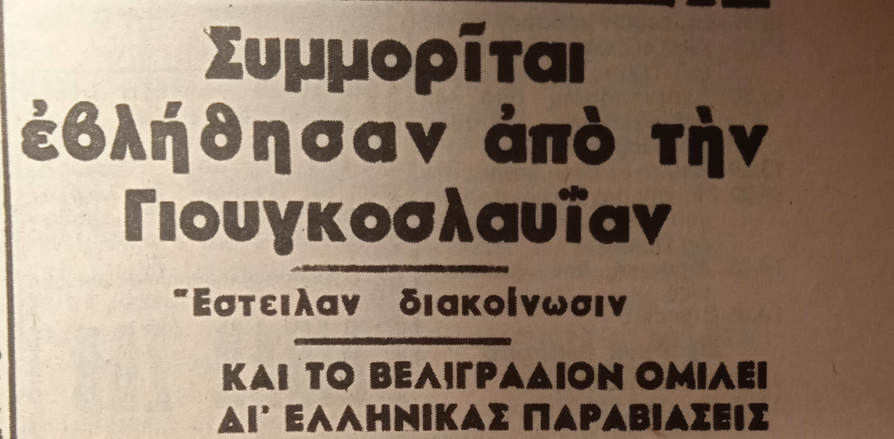 Συμμορῖται
ἐβλήθησαν ἀπὸ τὴν
Γιουγκοσλαυΐαν
Ἔστειλαν διακοίνωσιν
ΚΑΙ ΤΟ ΒΕΛΙΓΡΑΔΙΟΝ ΟΜΙΛΕΙ
ΔΙ' ΕΛΛΗΝΙΚΑΣ ΠΑΡΑΒΙΑΣΕΙΣ